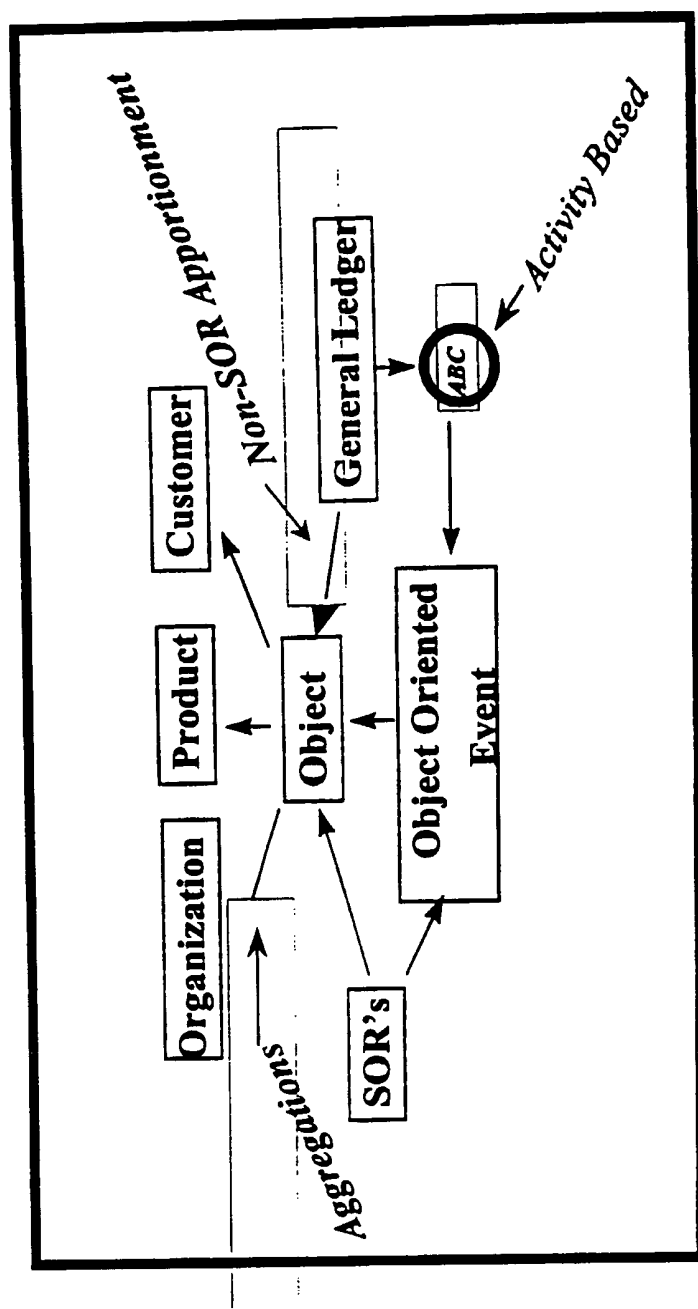 Non-SOR Apportionment
Organization
Product
Customer
Aggregations
Object
General Ledger
SOR's
Object Oriented
Event
ABC
Activity Based